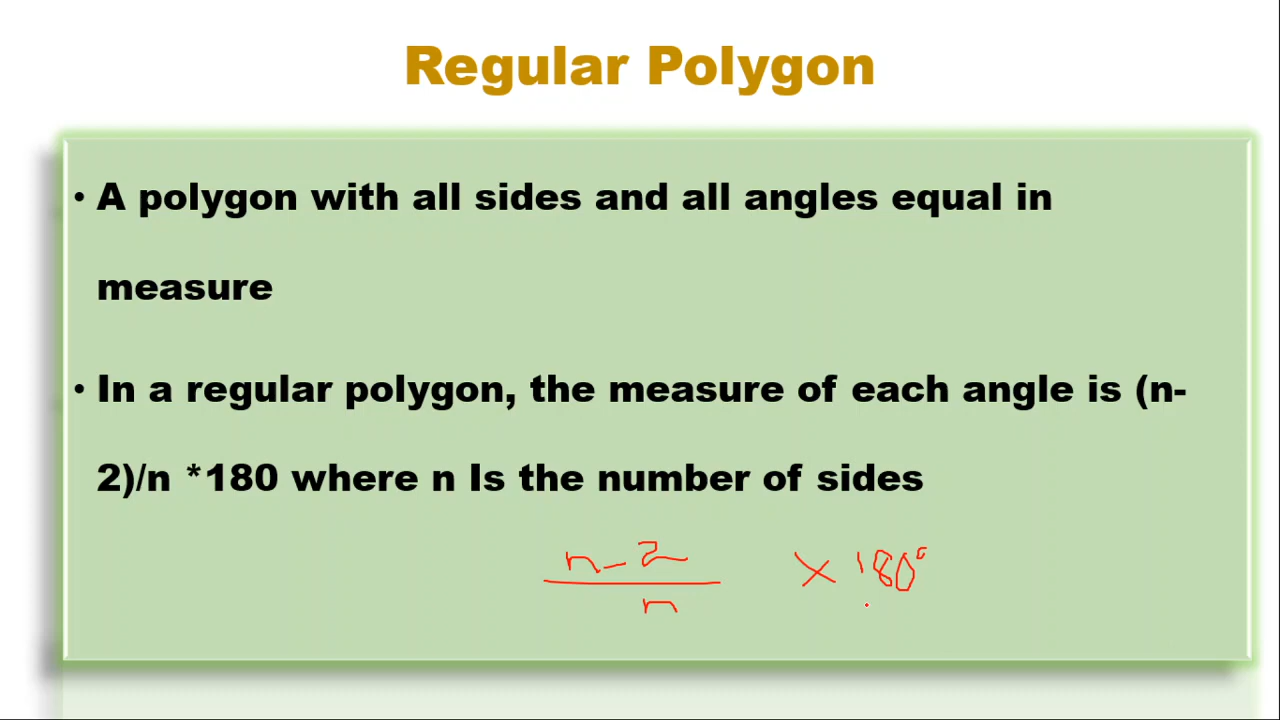 Regular Polygon
• A polygon with all sides and all angles equal in
measure
• In a regular polygon, the measure of each angle is (n-
2)/n *180 where n Is the number of sides
n-2
n
× 180°